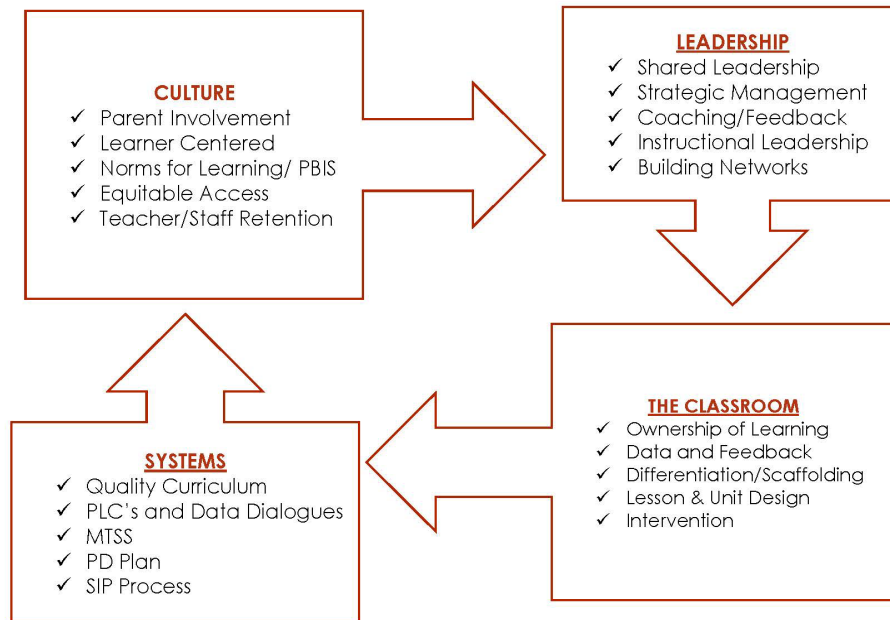 CULTURE
✓ Parent Involvement
✓ Learner Centered
✓ Norms for Learning/ PBIS
✓ Equitable Access
✓ Teacher/Staff Retention
LEADERSHIP
✓ Shared Leadership
✓ Strategic Management
✓ Coaching/Feedback
✓ Instructional Leadership
✓ Building Networks
THE CLASSROOM
✓ Ownership of Learning
✓ Data and Feedback
✓ Differentiation/Scaffolding
✓ Lesson & Unit Design
✓ Intervention
SYSTEMS
✓ Quality Curriculum
✓ PLC's and Data Dialogues
✓ MTSS
✓ PD Plan
✓ SIP Process